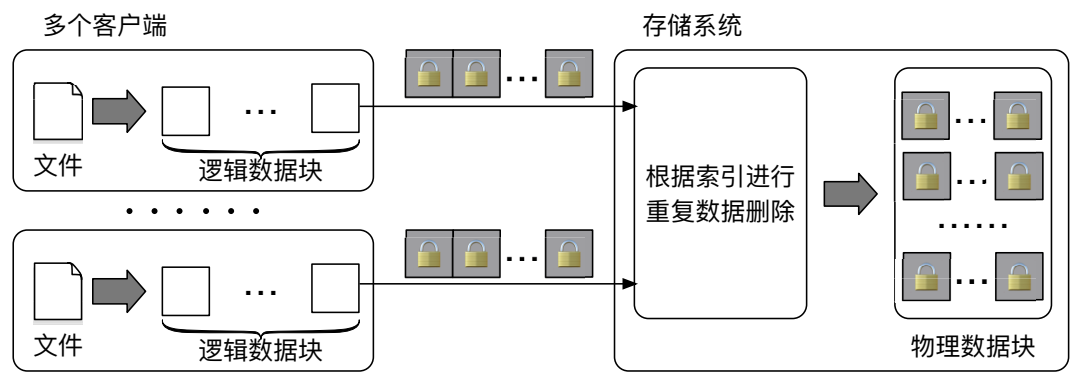 多个客户端
存储系统
文件
逻辑数据块
根据索引进行
重复数据删除
文件
逻辑数据块
物理数据块